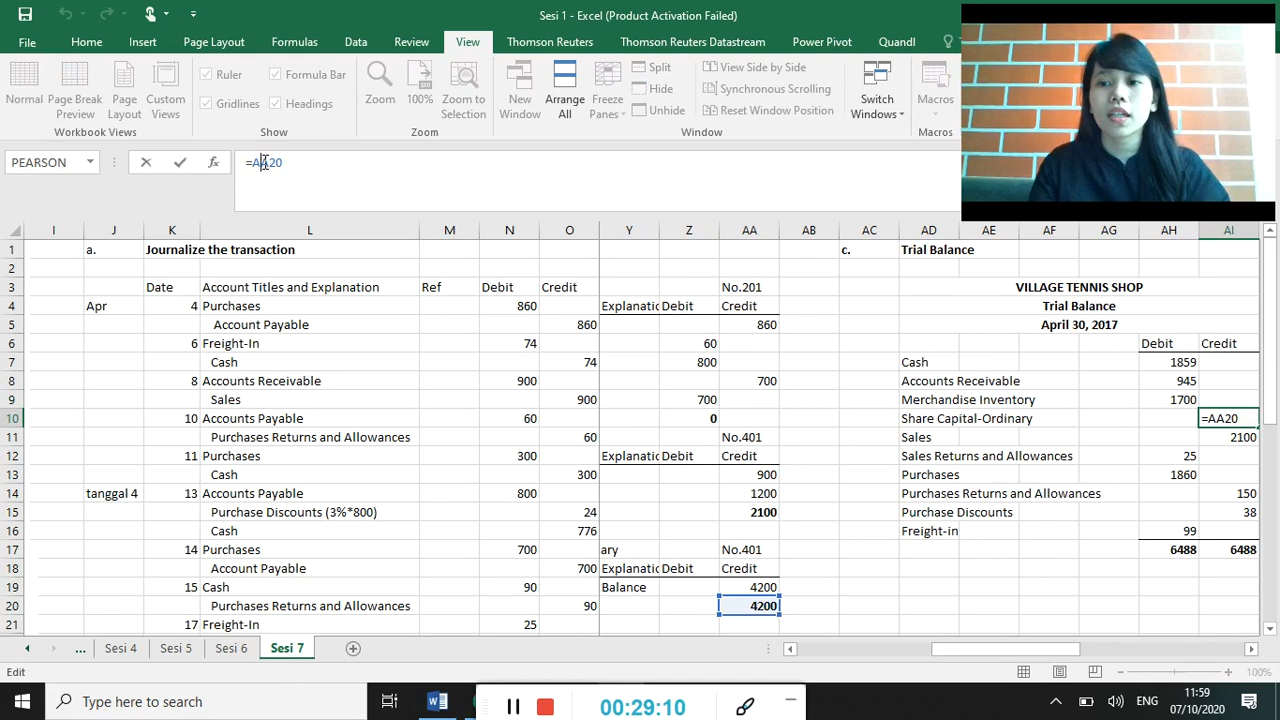 Sesi 1 - Excel (Product Activation Failed)
File Home Insert Page Layout Formulas Data Review View Thomson Reuters Thomson Reuters Datastream Power Pivot Quandl
Normal Page Break Preview Page Layout Custom Views
Workbook Views
Ruler Formula Bar
Gridlines Headings
Show
Zoom 100% Zoom to Selection
Zoom
New Window Arrange All Freeze Panes
Split
Hide
Unhide
View Side by Side
Synchronous Scrolling
Reset Window Position
Window
Switch Windows
Macros
Macros
PEARSON fx =AA20
I J K L M N O Y Z AA AB AC AD AE AF AG AH AI
1 a. Journalize the transaction c. Trial Balance
2
3 Date Account Titles and Explanation Ref Debit Credit No.201 VILLAGE TENNIS SHOP
4 Apr 4 Purchases 860 Explanatic Debit Credit Trial Balance
5 Account Payable 860 860 April 30, 2017
6 6 Freight-In 74 60 Debit Credit
7 Cash 74 800 Cash 1859
8 8 Accounts Receivable 900 700 Accounts Receivable 945
9 Sales 900 700 Merchandise Inventory 1700
10 10 Accounts Payable 60 0 Share Capital-Ordinary =AA20
11 Purchases Returns and Allowances 60 No.401 Sales 2100
12 11 Purchases 300 Explanatic Debit Credit Sales Returns and Allowances 25
13 Cash 300 900 Purchases 1860
14 tanggal 4 13 Accounts Payable 800 1200 Purchases Returns and Allowances 150
15 Purchase Discounts (3%*800) 24 2100 Purchase Discounts 38
16 Cash 776 Freight-in 99
17 14 Purchases 700 ary No.401 6488 6488
18 Account Payable 700 Explanatic Debit Credit
19 15 Cash 90 Balance 4200
20 Purchases Returns and Allowances 90 4200
21 17 Freight-In 25
... Sesi 4 Sesi 5 Sesi 6 Sesi 7
Edit 100%
Type here to search 00:29:10 ENG 11:59
07/10/2020